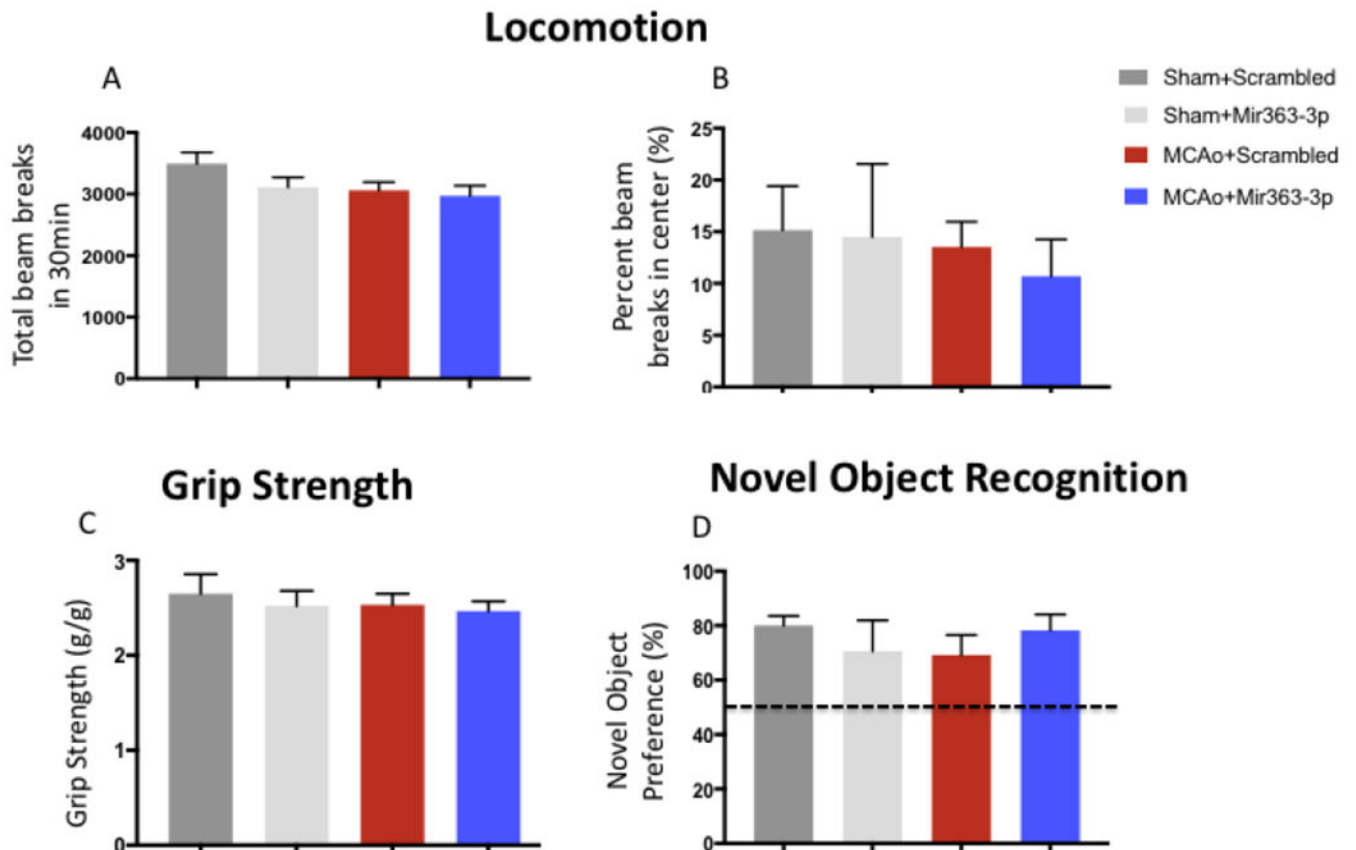 Locomotion
A
Total beam breaks
in 30min
4000
3000
2000
1000
0
B
Percent beam
breaks in center (%)
25
20
15
10
5
0
Sham+Scrambled
Sham+Mir363-3p
MCAo+Scrambled
MCAo+Mir363-3p
Grip Strength
C
Grip Strength (g/g)
3
2
1
0
Novel Object Recognition
D
Novel Object
Preference (%)
100
80
60
40
20
0